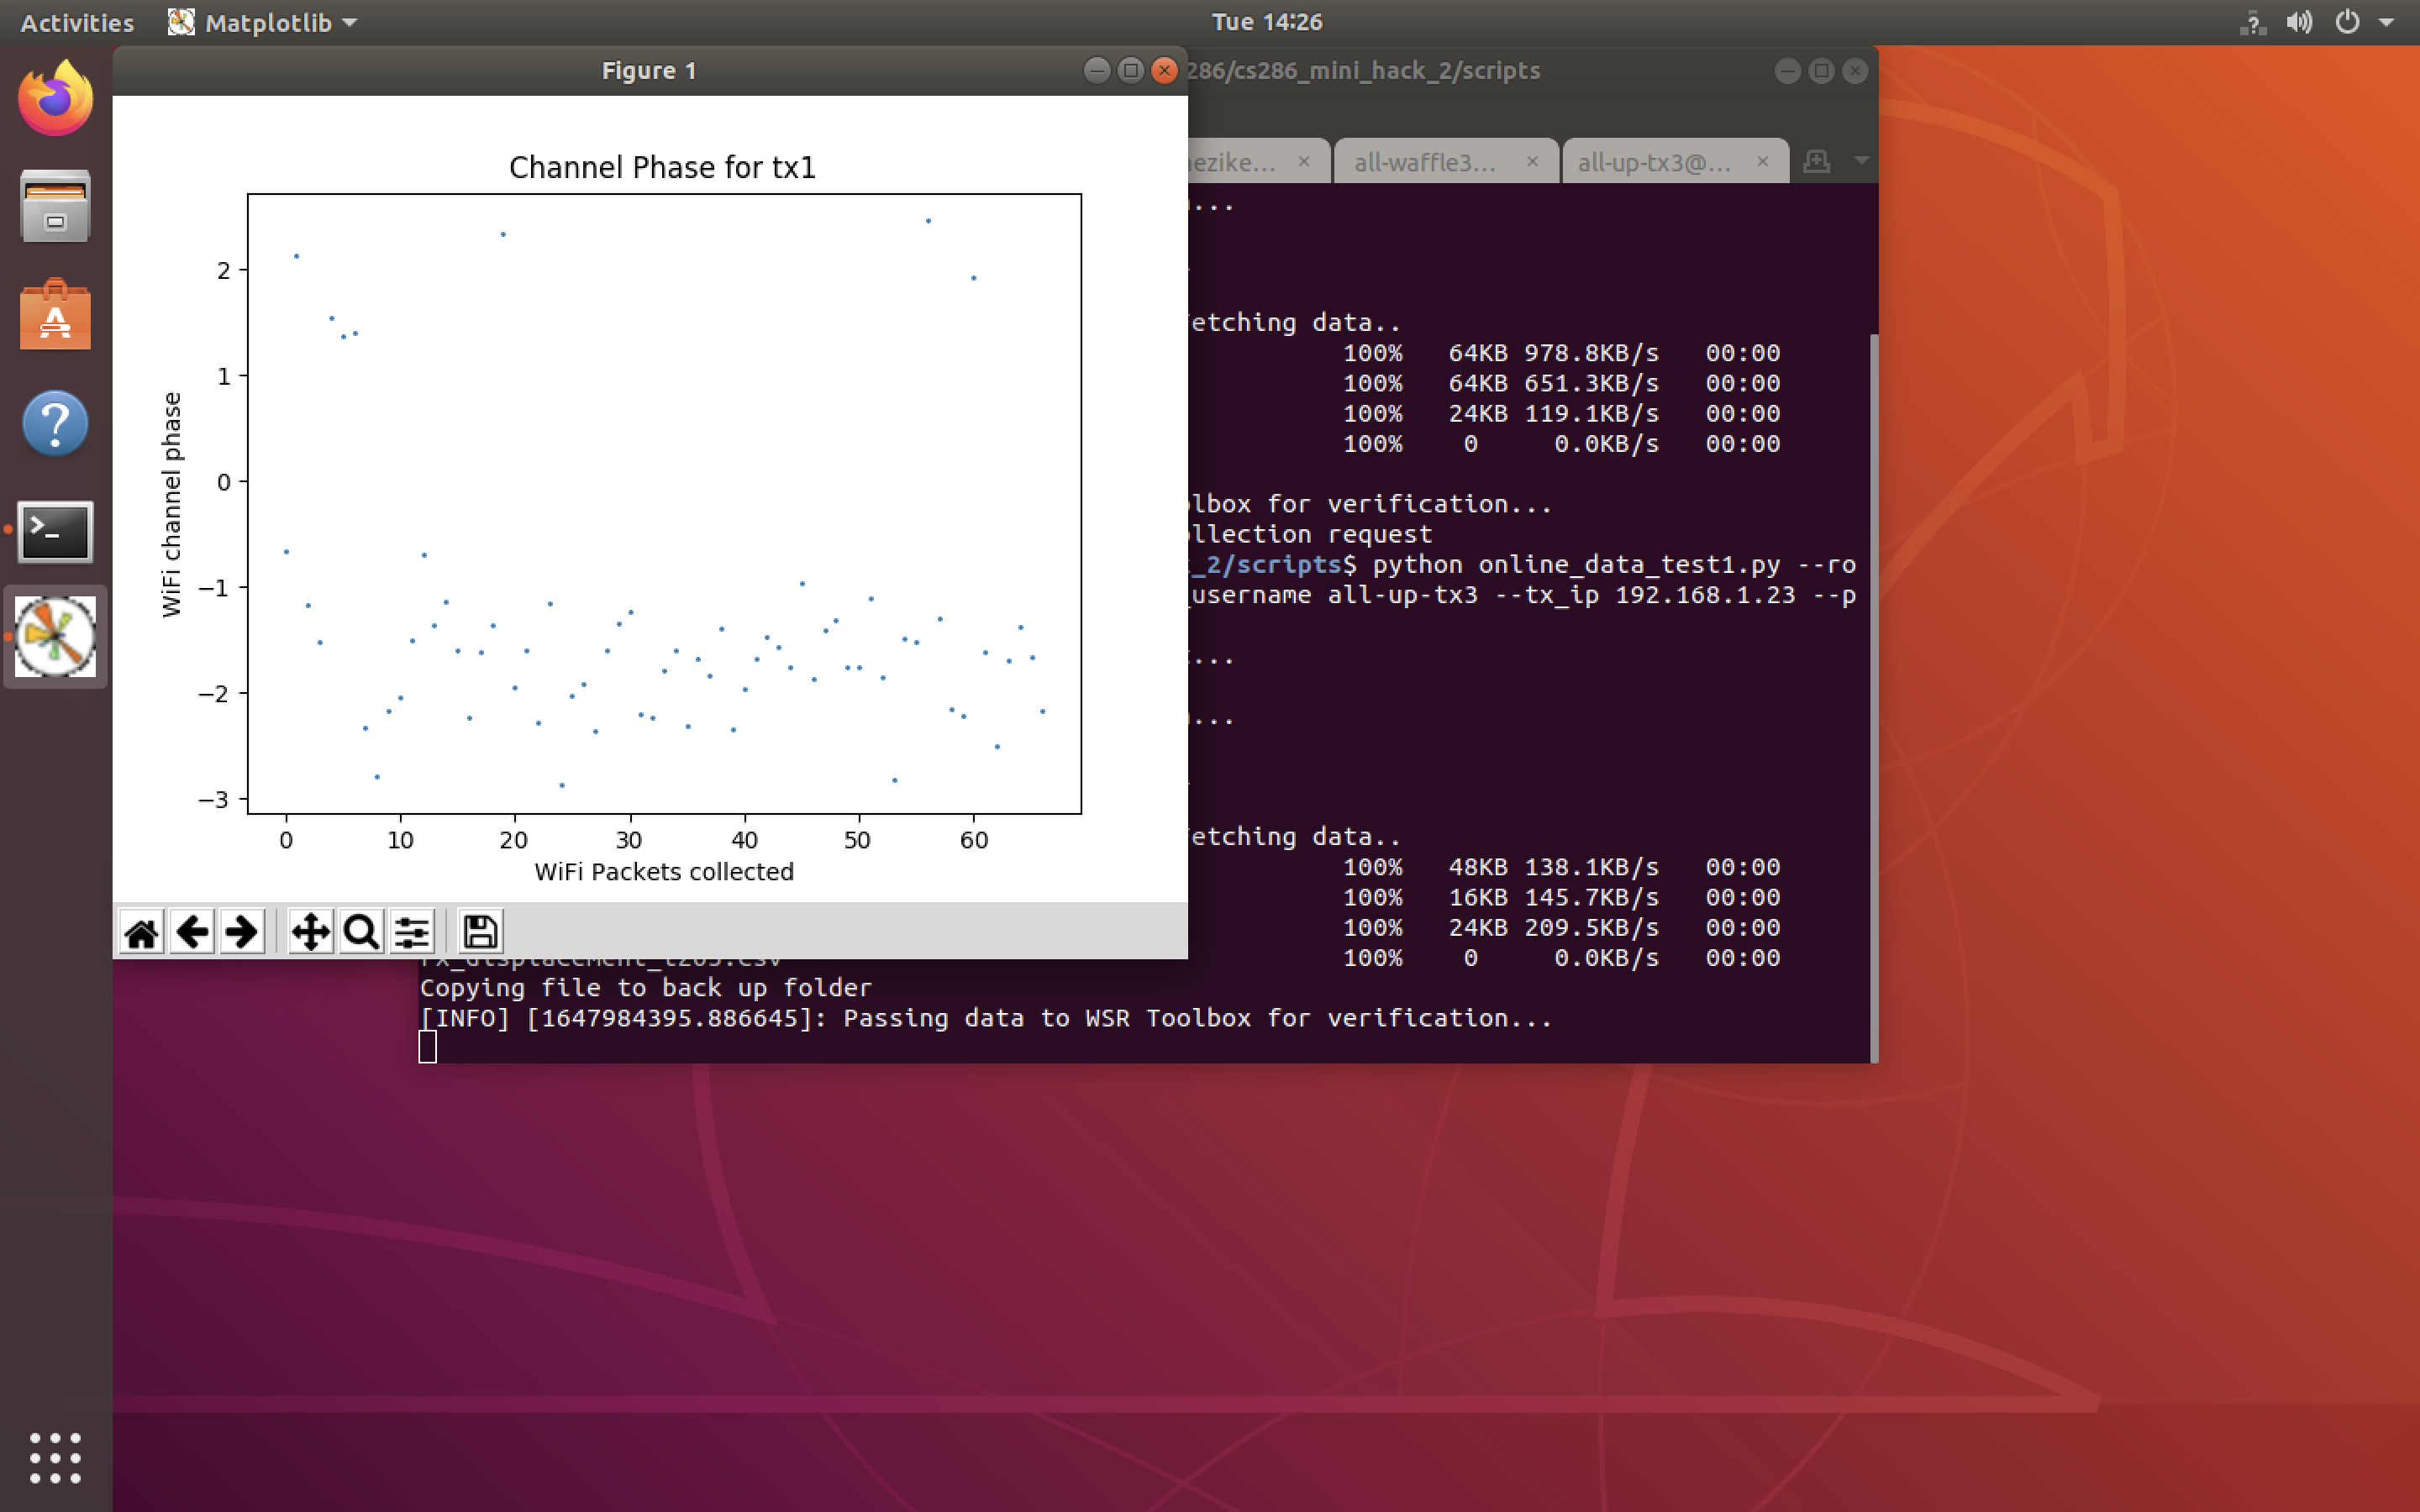 Activities
Matplotlib
Tue 14:26
Figure 1
286/cs286_mini_hack_2/scripts
all-waffle3...
all-up-tx3@...
Channel Phase for tx1
WiFi channel phase
2
1
0
−1
−2
−3
0 10 20 30 40 50 60
WiFi Packets collected
...
etching data..
100% 64KB 978.8KB/s 00:00
100% 64KB 651.3KB/s 00:00
100% 24KB 119.1KB/s 00:00
100% 0 0.0KB/s 00:00
lbox for verification...
llection request
_2/scripts$ python online_data_test1.py --ro
username all-up-tx3 --tx_ip 192.168.1.23 --p
...
...
etching data..
100% 48KB 138.1KB/s 00:00
100% 16KB 145.7KB/s 00:00
100% 24KB 209.5KB/s 00:00
100% 0 0.0KB/s 00:00
Copying file to back up folder
[INFO] [1647984395.886645]: Passing data to WSR Toolbox for verification...